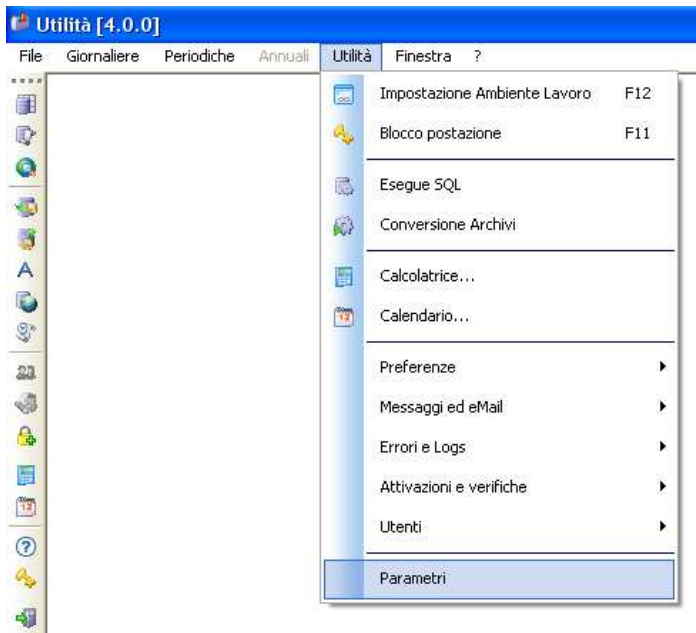 Utilità [4.0.0]
File Giornaliere Periodiche Annuali Utilità Finestra ?
Impostazione Ambiente Lavoro F12
Blocco postazione F11
Esegue SQL
Conversione Archivi
Calcolatrice...
Calendario...
Preferenze
Messaggi ed eMail
Errori e Logs
Attivazioni e verifiche
Utenti
Parametri